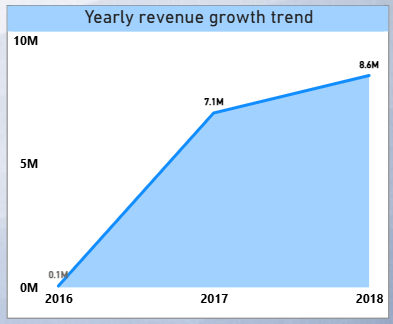 Yearly revenue growth trend
10M
8.6M
7.1M
5M
0.1M
0M
2016 2017 2018